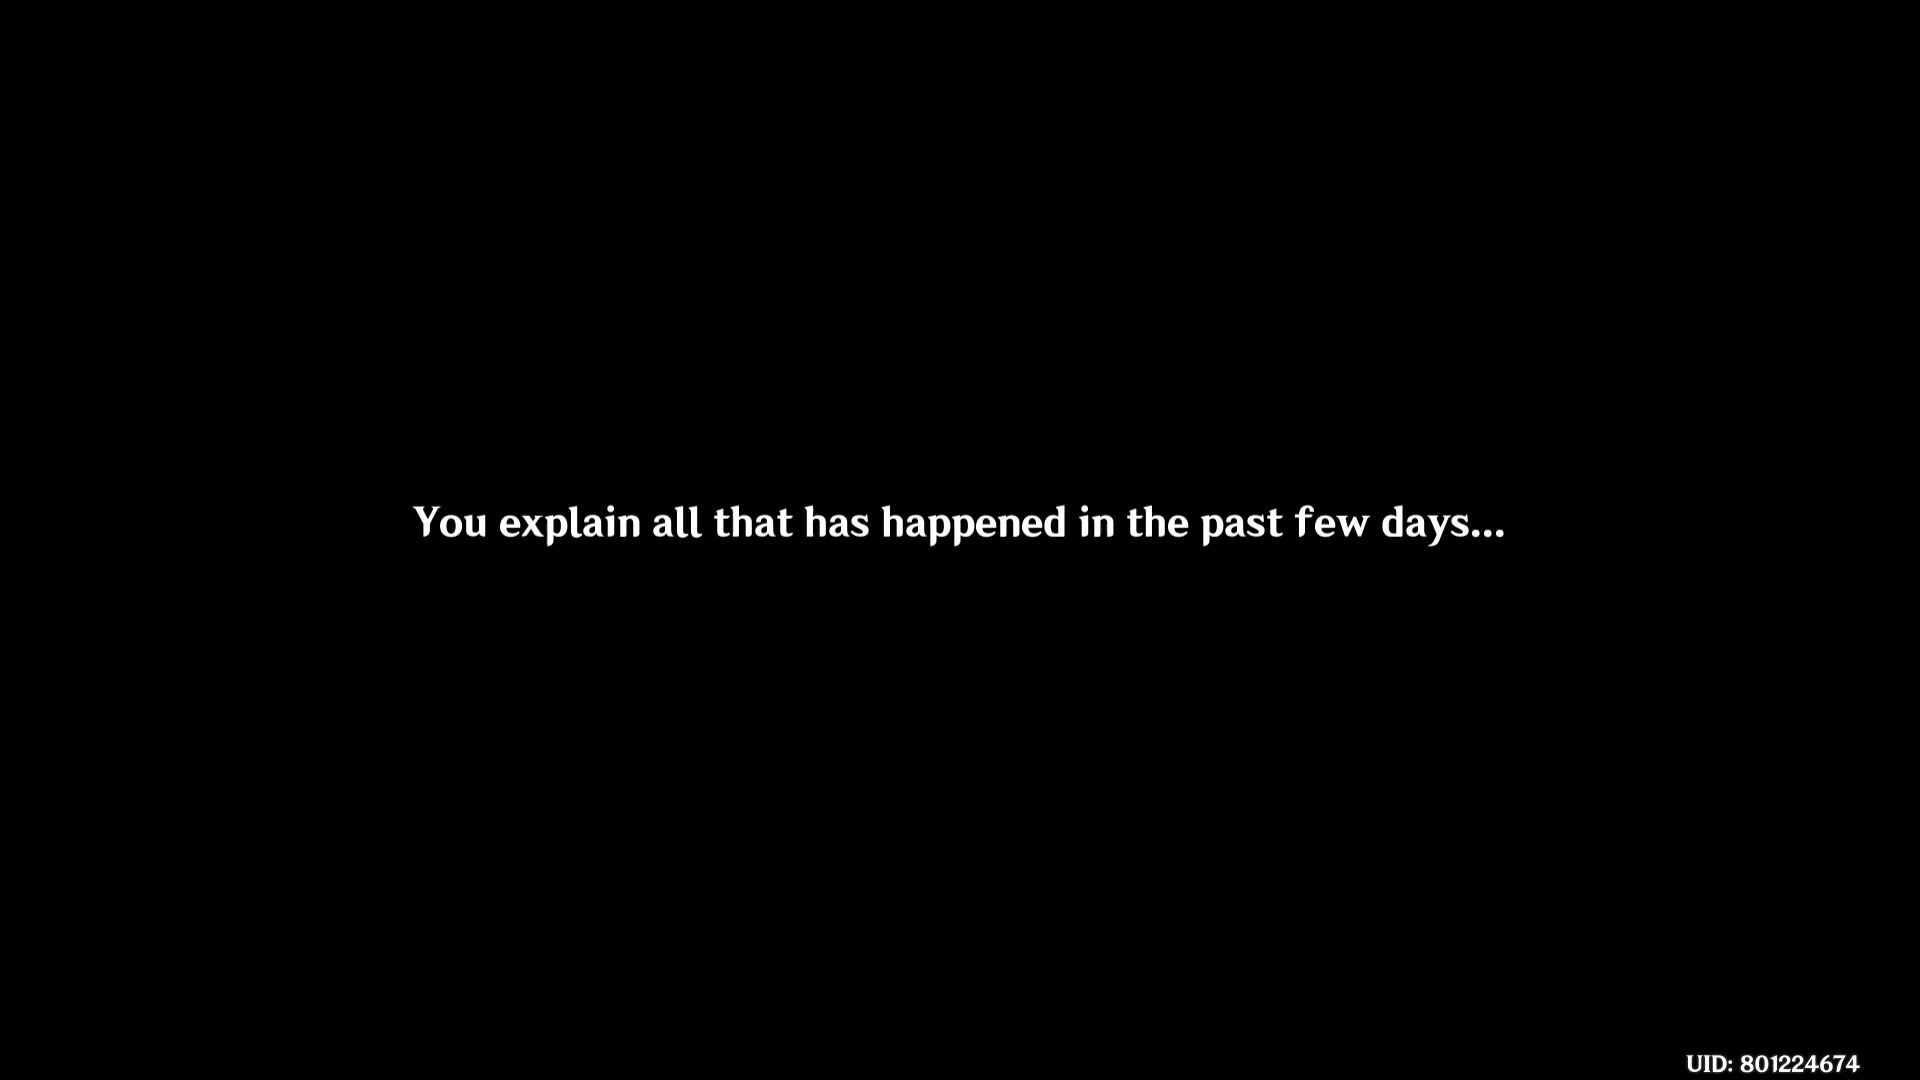 You explain all that has happened in the past few days...
UID: 801224674